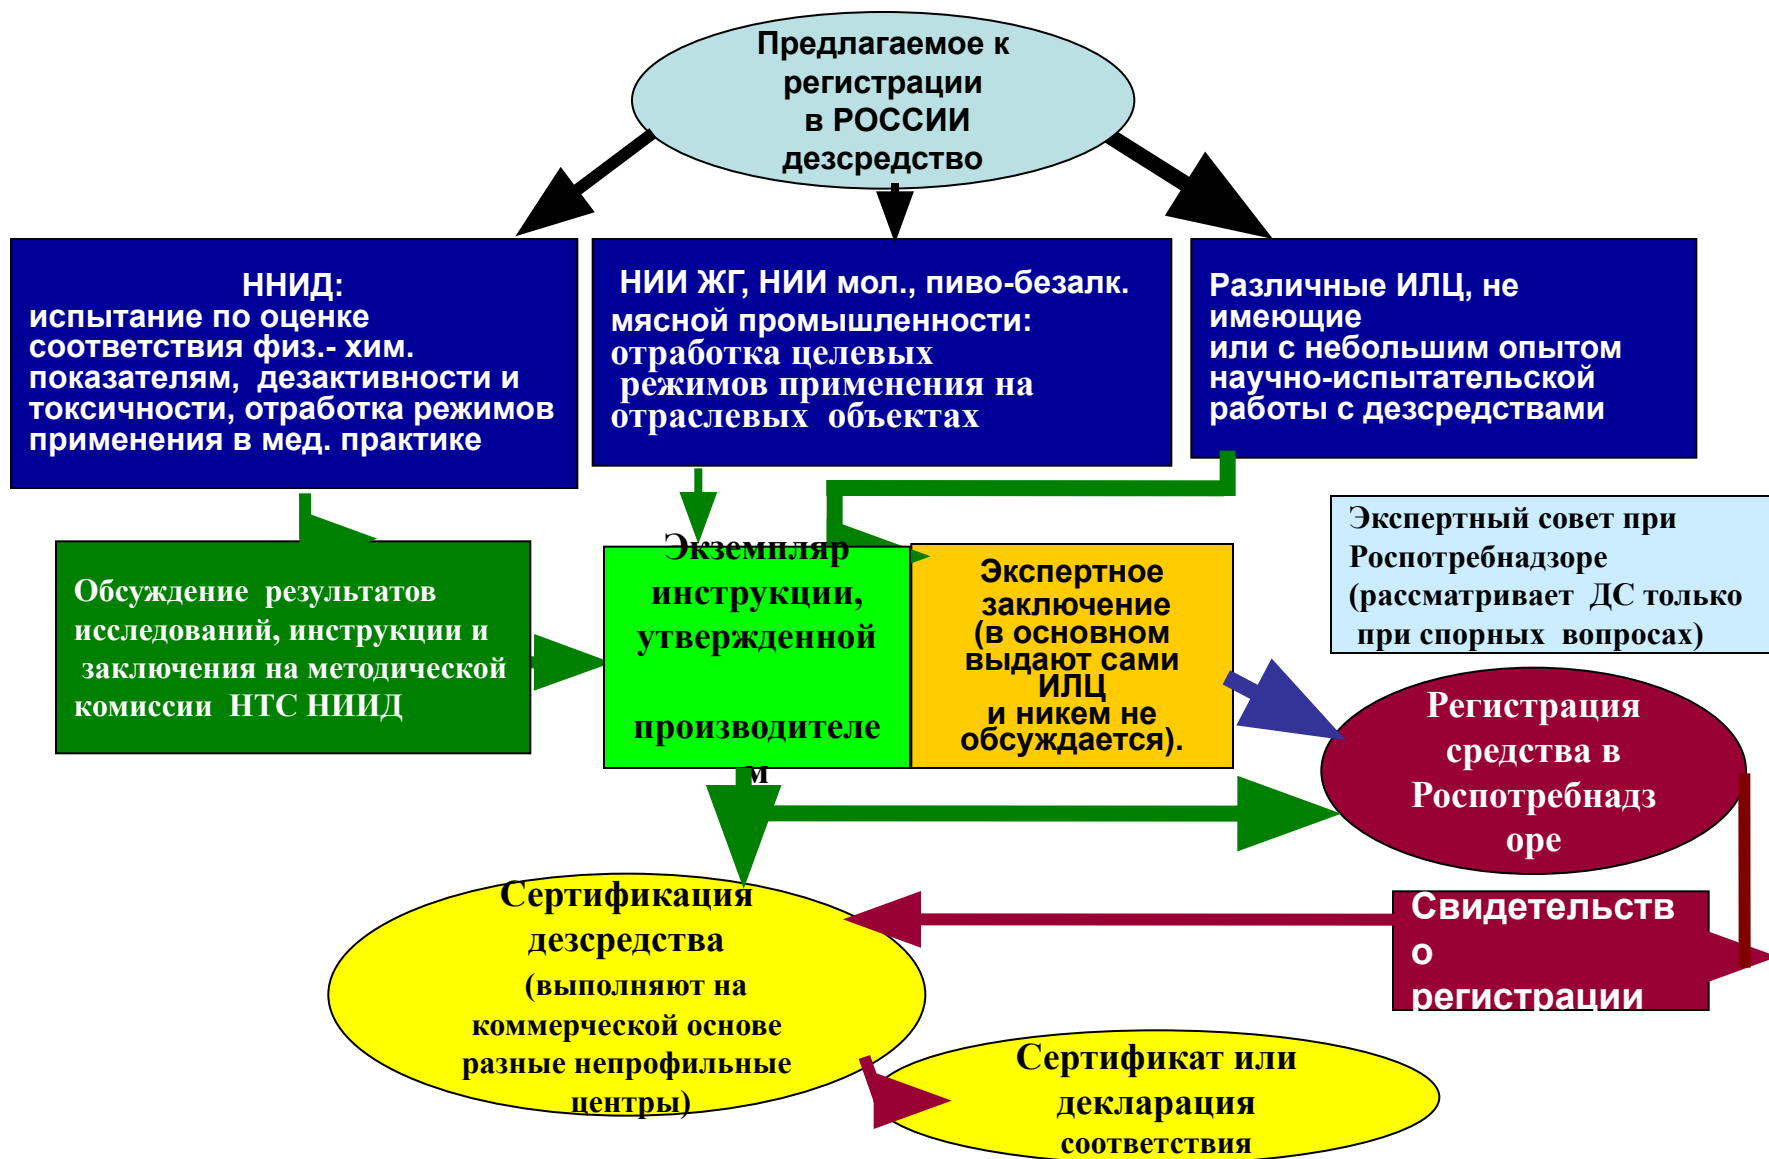 Предлагаемое к
регистрации
в РОССИИ
дезсредство
ННИД:
испытание по оценке
соответствия физ.- хим.
показателям, дезактивности и
токсичности, отработка режимов
применения в мед. практике
НИИ ЖГ, НИИ мол., пиво-безалк.
мясной промышленности:
отработка целевых
режимов применения на
отраслевых объектах
Различные ИЛЦ, не
имеющие
или с небольшим опытом
научно-испытательской
работы с дезсредствами
Обсуждение результатов
исследований, инструкции и
заключения на методической
комиссии НТС НИИД
Экземпляр
инструкции,
утвержденной
производителе
м
Экспертное
заключение
(в основном
выдают сами
ИЛЦ
и никем не
обсуждается).
Экспертный совет при
Роспотребнадзоре
(рассматривает ДС только
при спорных вопросах)
Регистрация
средства в
Роспотребнадз
оре
Свидетельств
о
регистрации
Сертификация
дезсредства
(выполняют на
коммерческой основе
разные непрофильные
центры)
Сертификат или
декларация
соответствия